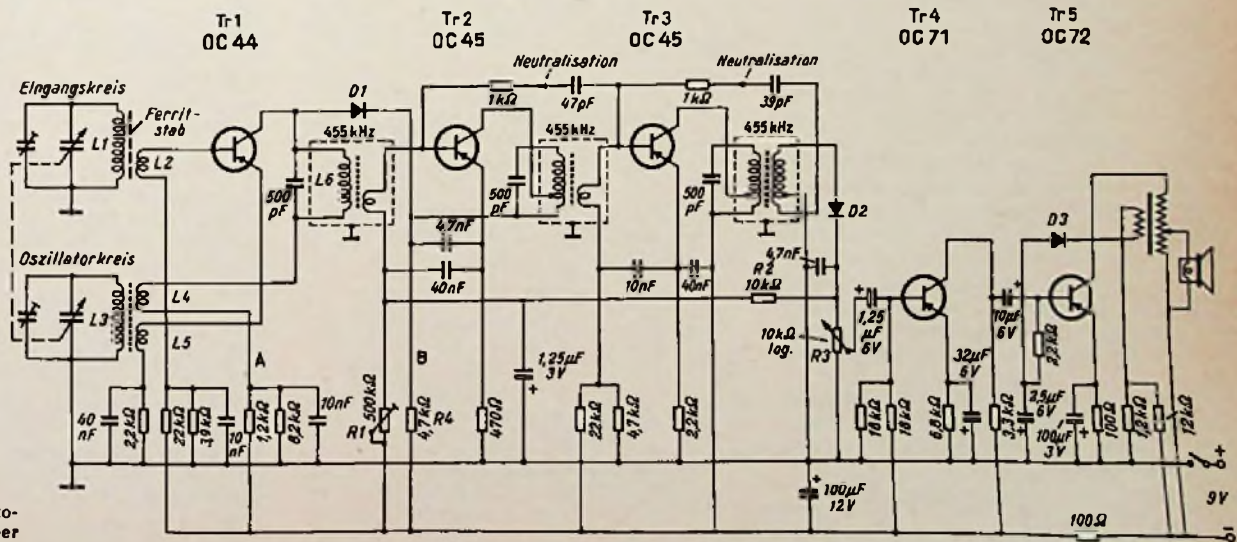 Tr1
OC 44
Tr 2
OC 45
Tr 3
OC 45
Tr 4
OC 71
Tr 5
OC 72
Eingangskreis
Ferrit-
stab
L1
L2
D1
500
pF
455 kHz
L6
Neutralisation
1kΩ
47pF
455 kHz
500
pF
Neutralisation
1kΩ
39pF
455 kHz
500
pF
D2
D3
Oszillatorkreis
L3
L4
L5
A
B
4,7nF
40nF
10nF
40nF
R2
10kΩ
4,7nF
10kΩ
log.
R3
1,25
µF
6V
10µF
6V
2,2kΩ
40
nF
2,2kΩ
22kΩ
3,9kΩ
10
nF
1,2kΩ
8,2kΩ
10nF
R1
500kΩ
4,7kΩ
R4
470Ω
1,25µF
3V
22kΩ
4,7kΩ
2,2kΩ
18kΩ
18kΩ
6,8kΩ
32µF
6V
3,3kΩ
2,5µF
6V
100µF
3V
100Ω
1,2kΩ
12kΩ
100µF
12V
100Ω
9V
to-
er